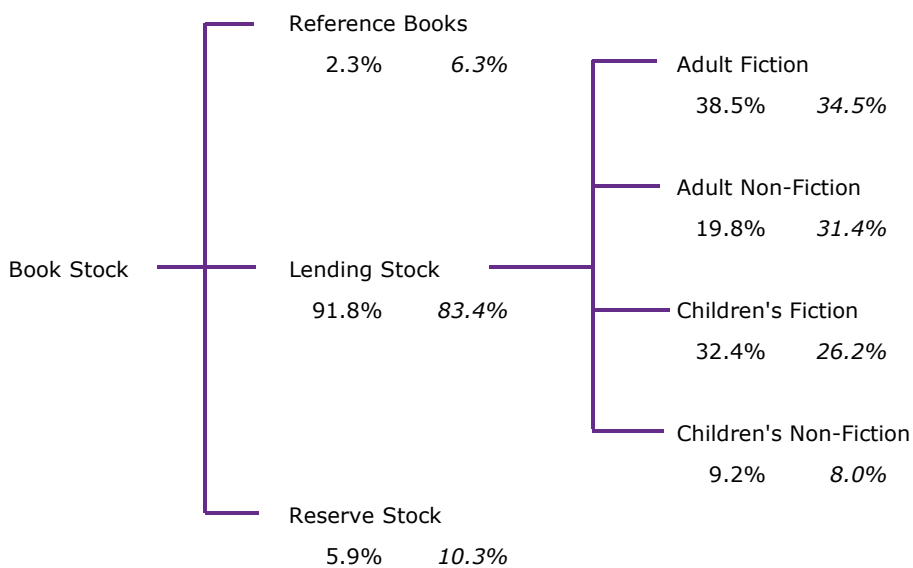 Reference Books
2.3% 6.3%
Adult Fiction
38.5% 34.5%
Adult Non-Fiction
19.8% 31.4%
Book Stock
Lending Stock
91.8% 83.4%
Children's Fiction
32.4% 26.2%
Children's Non-Fiction
9.2% 8.0%
Reserve Stock
5.9% 10.3%